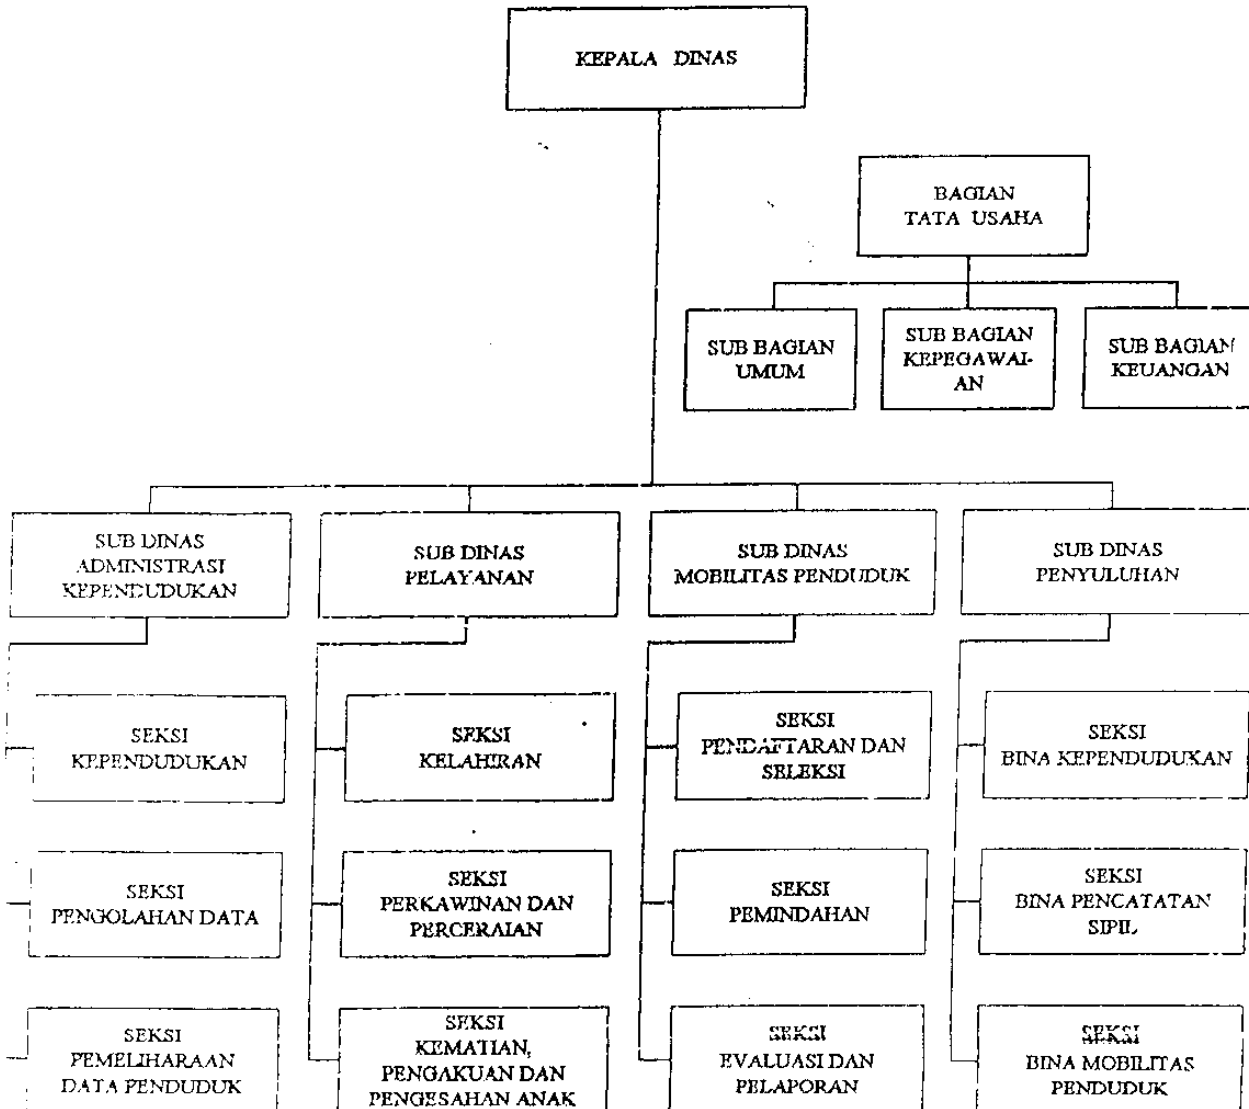 KEPALA DINAS
BAGIAN
TATA USAHA
SUB BAGIAN
UMUM
SUB BAGIAN
KEPEGAWAI-
AN
SUB BAGIAN
KEUANGAN
SUB DINAS
ADMINISTRASI
KEPENDUDUKAN
SUB DINAS
PELAYANAN
SUB DINAS
MOBILITAS PENDUDUK
SUB DINAS
PENYULUHAN
SEKSI
KEPENDUDUKAN
SEKSI
KELAHIRAN
SEKSI
PENDAFTARAN DAN
SELEKSI
SEKSI
BINA KEPENDUDUKAN
SEKSI
PENGOLAHAN DATA
SEKSI
PERKAWINAN DAN
PERCERAIAN
SEKSI
PEMINDAHAN
SEKSI
BINA PENCATATAN
SIPIL
SEKSI
PEMELIHARAAN
DATA PENDUDUK
SEKSI
KEMATIAN,
PENGAKUAN DAN
PENGESAHAN ANAK
SEKSI
EVALUASI DAN
PELAPORAN
SEKSI
BINA MOBILITAS
PENDUDUK